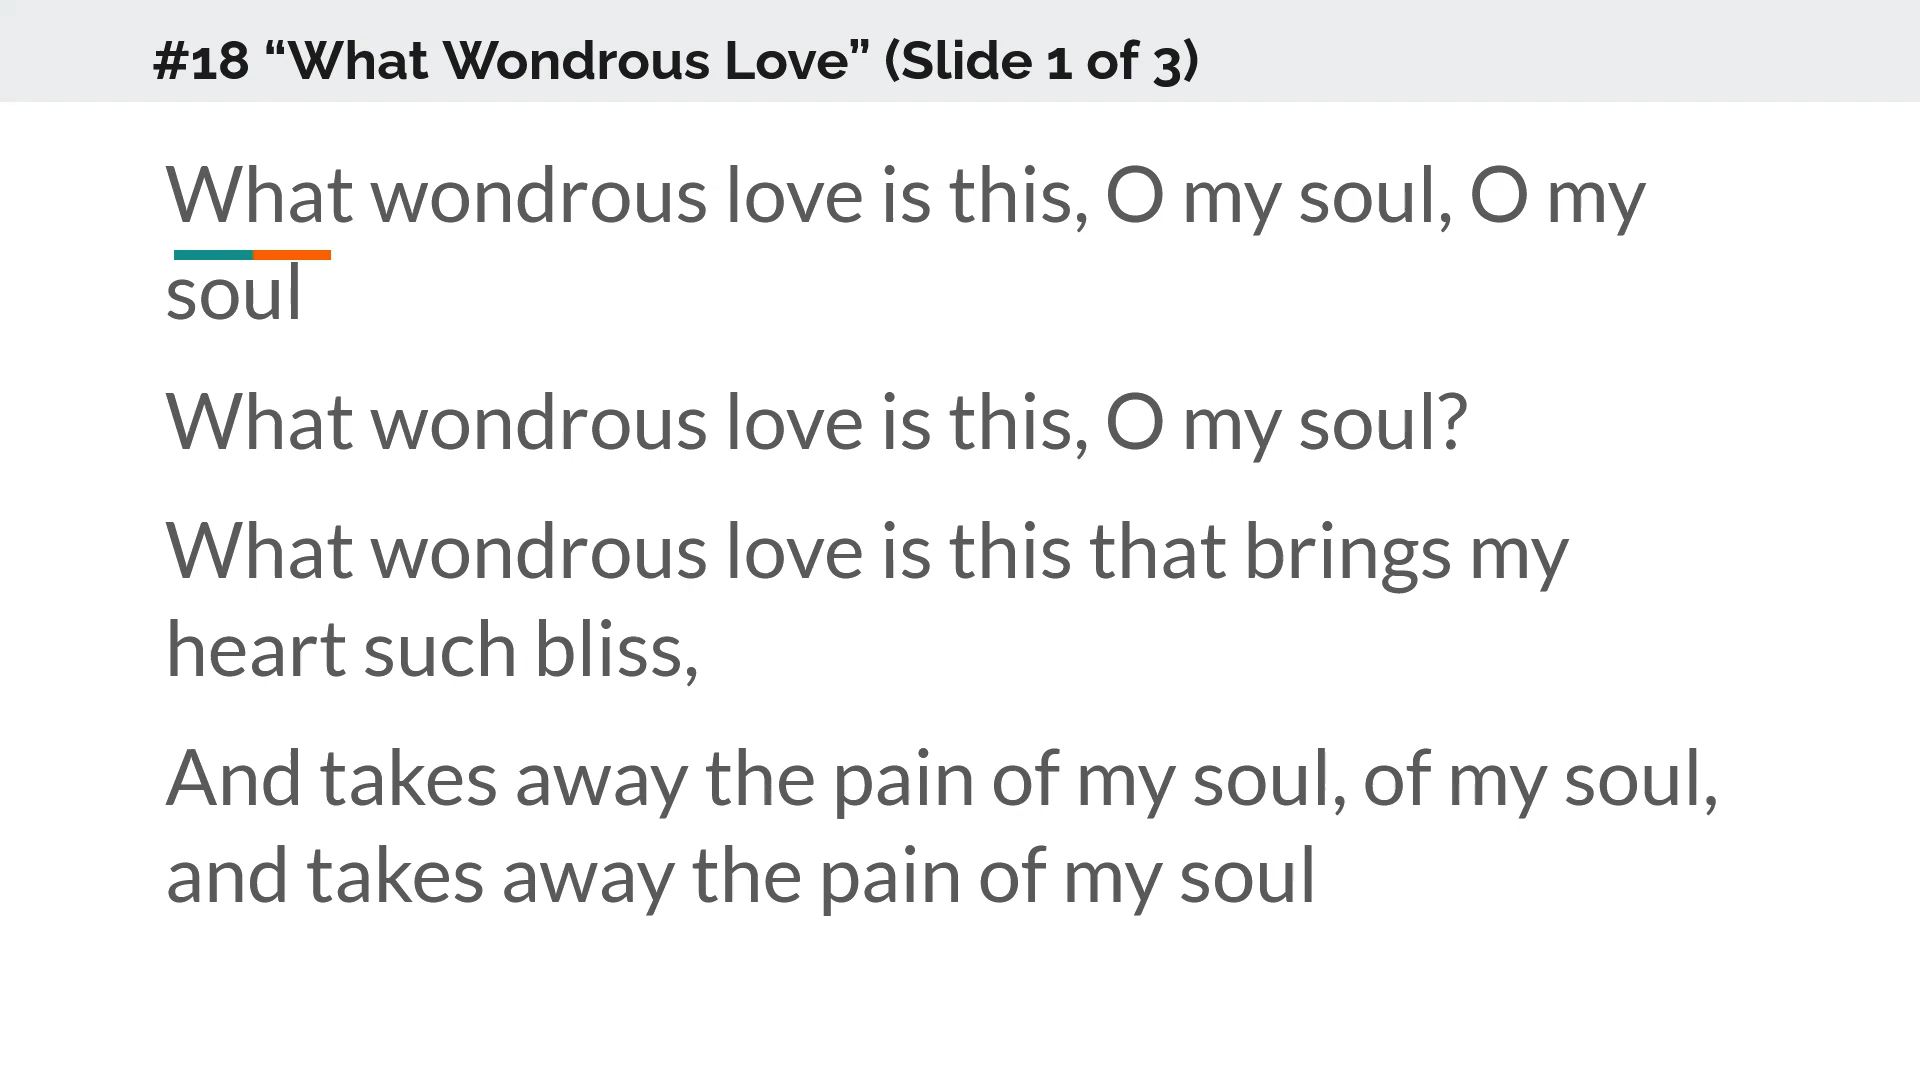 #18 “What Wondrous Love” (Slide 1 of 3)
What wondrous love is this, O my soul, O my
soul
What wondrous love is this, O my soul?
What wondrous love is this that brings my
heart such bliss,
And takes away the pain of my soul, of my soul,
and takes away the pain of my soul